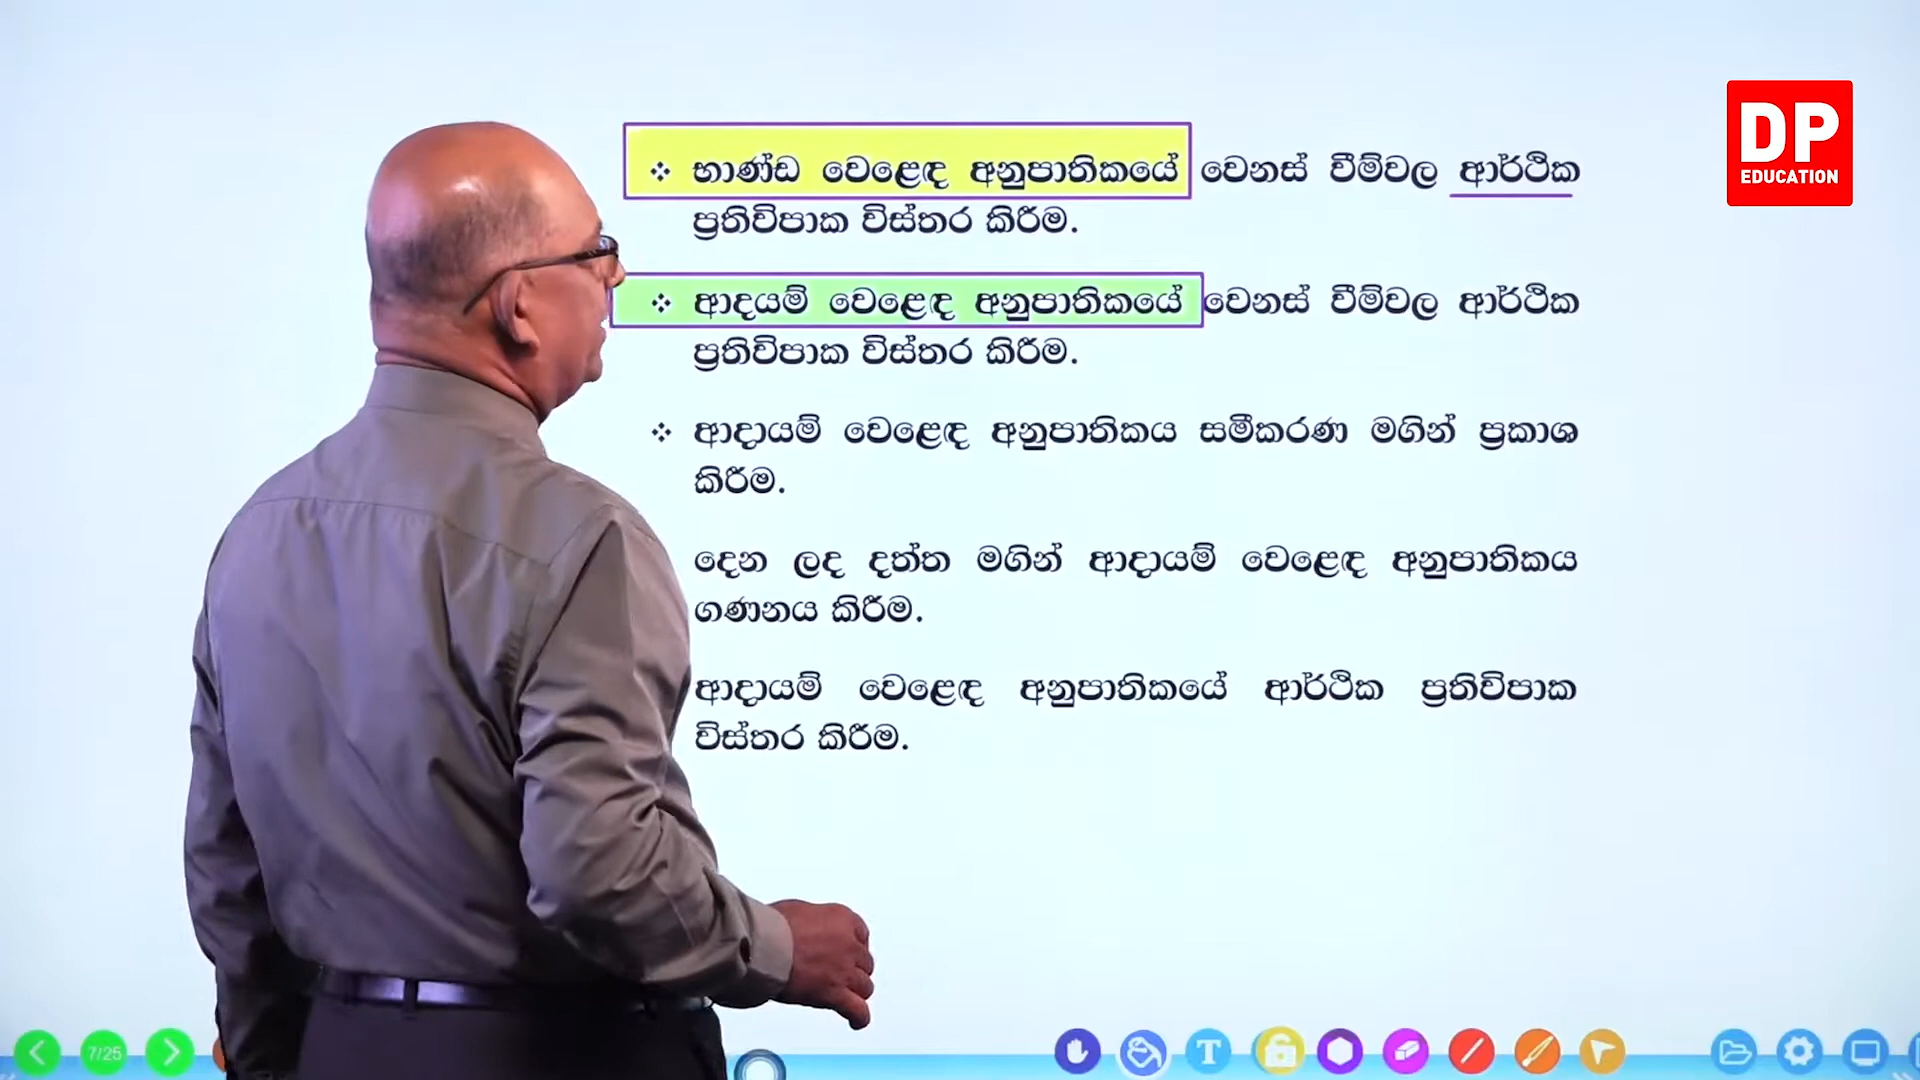 DP
EDUCATION
❖ භාණ්ඩ වෙළෙඳ අනුපාතිකයේ වෙනස් වීම්වල ආර්ථික
ප්‍රතිවිපාක විස්තර කිරීම.
❖ ආදයම් වෙළෙඳ අනුපාතිකයේ වෙනස් වීම්වල ආර්ථික
ප්‍රතිවිපාක විස්තර කිරීම.
❖ ආදායම් වෙළෙඳ අනුපාතිකය සමීකරණ මගින් ප්‍රකාශ
කිරීම.
දෙන ලද දත්ත මගින් ආදායම් වෙළෙඳ අනුපාතිකය
ගණනය කිරීම.
ආදායම් වෙළෙඳ අනුපාතිකයේ ආර්ථික ප්‍රතිවිපාක
විස්තර කිරීම.
7/25
T